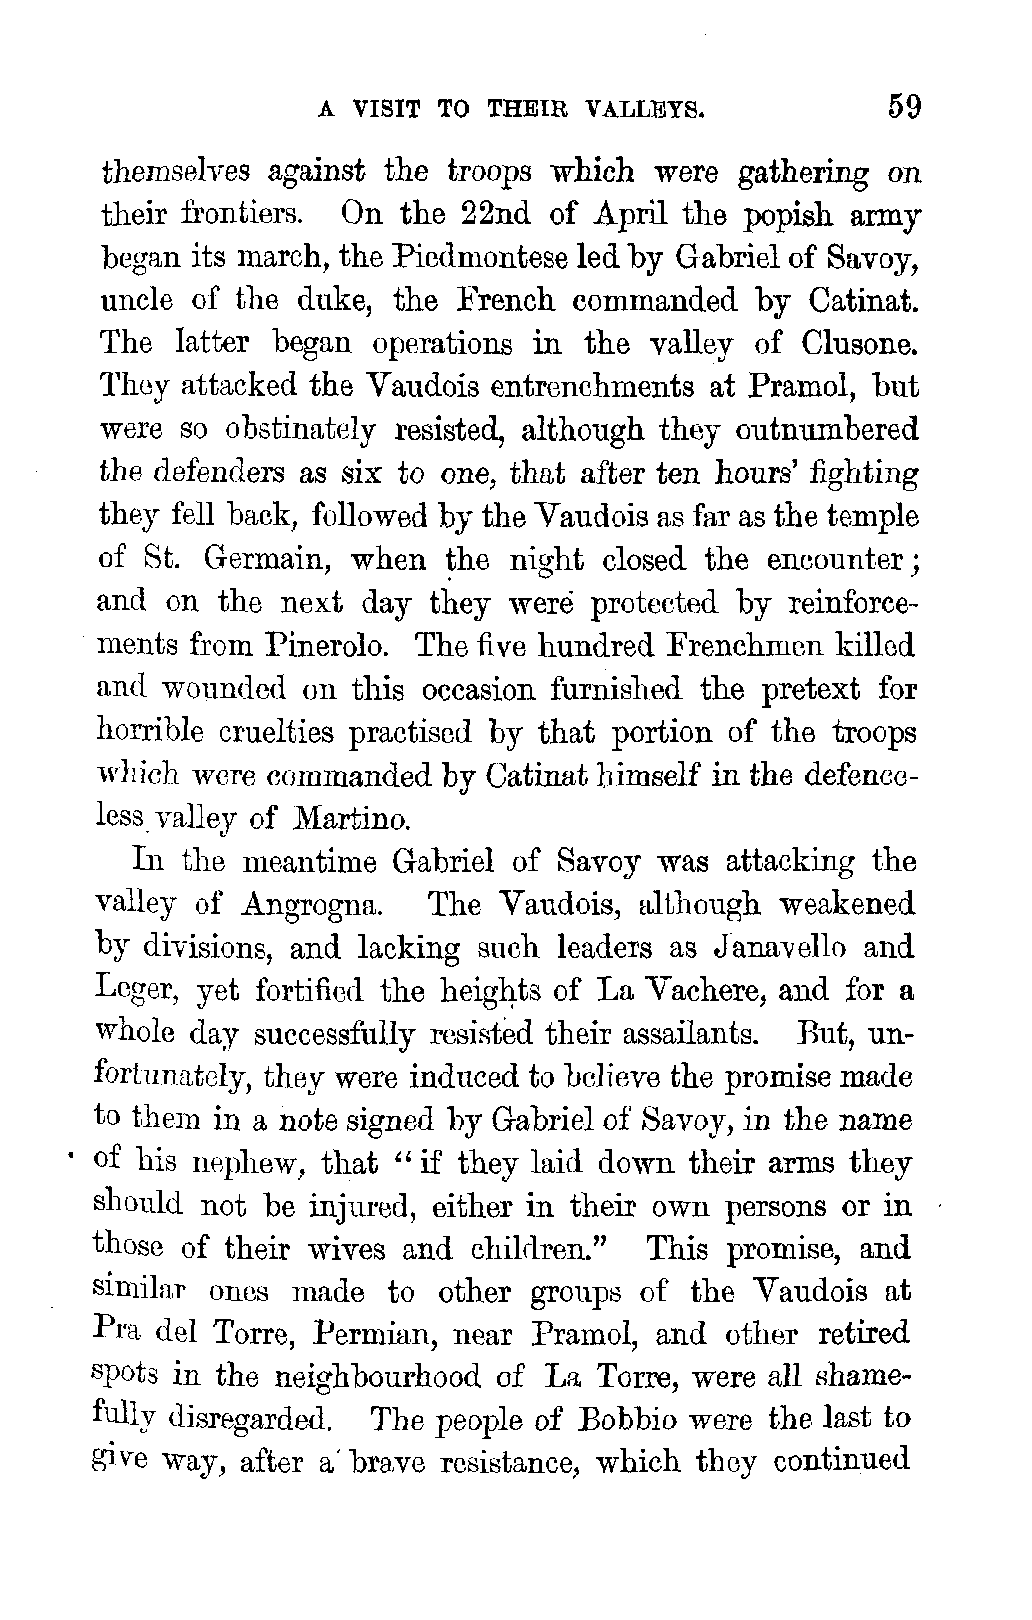 A VISIT TO THEIR VALLEYS. 59
themselves against the troops which were gathering on
their frontiers. On the 22nd of April the popish army
began its march, the Piedmontese led by Gabriel of Savoy,
uncle of the duke, the French commanded by Catinat.
The latter began operations in the valley of Clusone.
They attacked the Vaudois entrenchments at Pramol, but
were so obstinately resisted, although they outnumbered
the defenders as six to one, that after ten hours' fighting
they fell back, followed by the Vaudois as far as the temple
of St. Germain, when the night closed the encounter;
and on the next day they were protected by reinforce-
ments from Pinerolo. The five hundred Frenchmen killed
and wounded on this occasion furnished the pretext for
horrible cruelties practised by that portion of the troops
which were commanded by Catinat himself in the defence-
less valley of Martino.
In the meantime Gabriel of Savoy was attacking the
valley of Angrogna. The Vaudois, although weakened
by divisions, and lacking such leaders as Janavello and
Leger, yet fortified the heights of La Vachere, and for a
whole day successfully resisted their assailants. But, un-
fortunately, they were induced to believe the promise made
to them in a note signed by Gabriel of Savoy, in the name
of his nephew, that "if they laid down their arms they
should not be injured, either in their own persons or in
those of their wives and children." This promise, and
similar ones made to other groups of the Vaudois at
Pra del Torre, Permian, near Pramol, and other retired
spots in the neighbourhood of La Torre, were all shame-
fully disregarded. The people of Bobbio were the last to
give way, after a brave resistance, which they continued